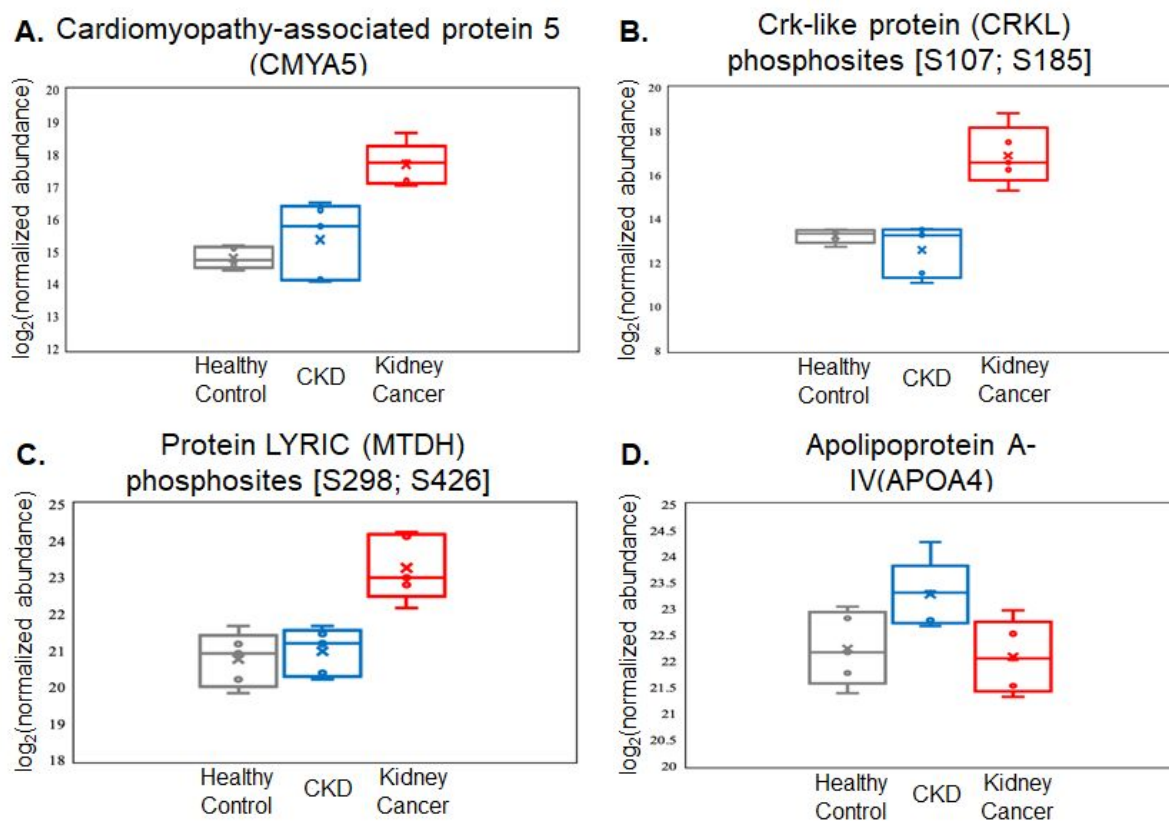 A. Cardiomyopathy-associated protein 5
(CMYA5)
log₂(normalized abundance)
20
19
18
17
16
15
14
13
12
Healthy
Control
CKD
Kidney
Cancer
B. Crk-like protein (CRKL)
phosphosites [S107; S185]
log₂(normalized abundance)
20
18
16
14
12
10
8
Healthy
Control
CKD
Kidney
Cancer
C. Protein LYRIC (MTDH)
phosphosites [S298; S426]
log₂(normalized abundance)
25
24
23
22
21
20
19
18
Healthy
Control
CKD
Kidney
Cancer
D. Apolipoprotein A-
IV(APOA4)
log₂(normalized abundance)
25
24.5
24
23.5
23
22.5
22
21.5
21
20.5
20
Healthy
Control
CKD
Kidney
Cancer